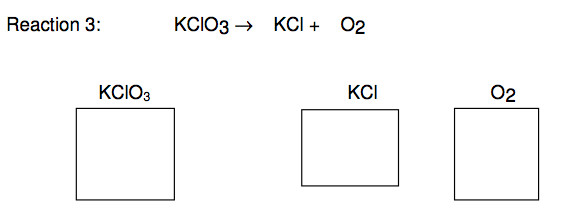 Reaction 3: KClO3 → KCl + O2
KClO3 KCl O2